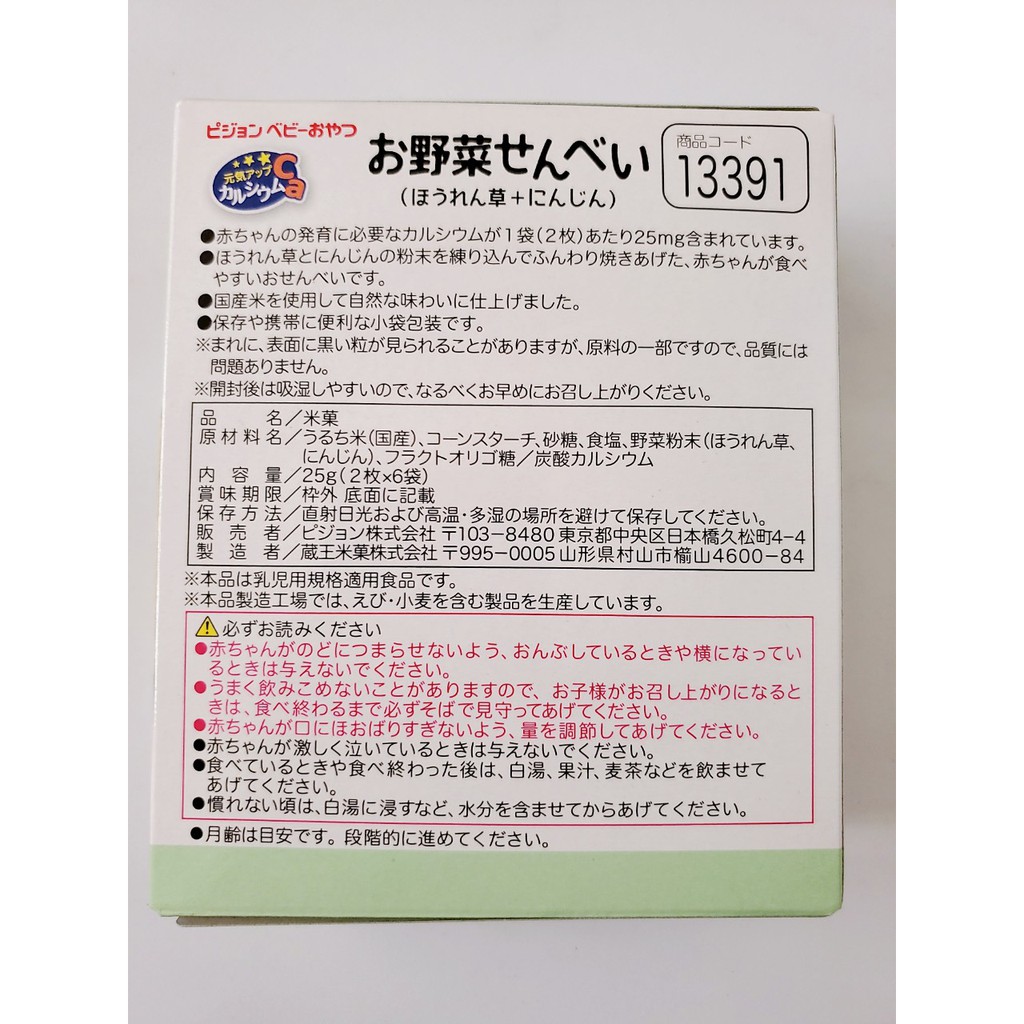 ピジョン ベビーおやつ
元気アップ
カルシウム
Ca
お野菜せんべい
(ほうれん草+にんじん)
商品コード
13391
●赤ちゃんの発育に必要なカルシウムが1袋(2枚)あたり25mg含まれています。
●ほうれん草とにんじんの粉末を練り込んでふんわり焼きあげた、赤ちゃんが食べ
やすいおせんべいです。
●国産米を使用して自然な味わいに仕上げました。
●保存や携帯に便利な小袋包装です。
※まれに、表面に黒い粒が見られることがありますが、原料の一部ですので、品質には
問題ありません。
※開封後は吸湿しやすいので、なるべくお早めにお召し上がりください。
品名/米菓
原材料名/うるち米(国産)、コーンスターチ、砂糖、食塩、野菜粉末(ほうれん草、
にんじん)、フラクトオリゴ糖/炭酸カルシウム
内容量/25g(2枚×6袋)
賞味期限/枠外 底面に記載
保存方法/直射日光および高温・多湿の場所を避けて保存してください。
販売者/ピジョン株式会社 〒103-8480 東京都中央区日本橋久松町4-4
製造者/蔵王米菓株式会社 〒995-0005 山形県村山市楯山4600-84
※本品は乳児用規格適用食品です。
※本品製造工場では、えび・小麦を含む製品を生産しています。
⚠必ずお読みください
●赤ちゃんがのどにつまらせないよう、おんぶしているときや横になってい
るときは与えないでください。
●うまく飲みこめないことがありますので、お子様がお召し上がりになると
きは、食べ終わるまで必ずそばで見守ってあげてください。
●赤ちゃんが口にほおばりすぎないよう、量を調節してあげてください。
●赤ちゃんが激しく泣いているときは与えないでください。
●食べているときや食べ終わった後は、白湯、果汁、麦茶などを飲ませて
あげてください。
●慣れない頃は、白湯に浸すなど、水分を含ませてからあげてください。
●月齢は目安です。段階的に進めてください。